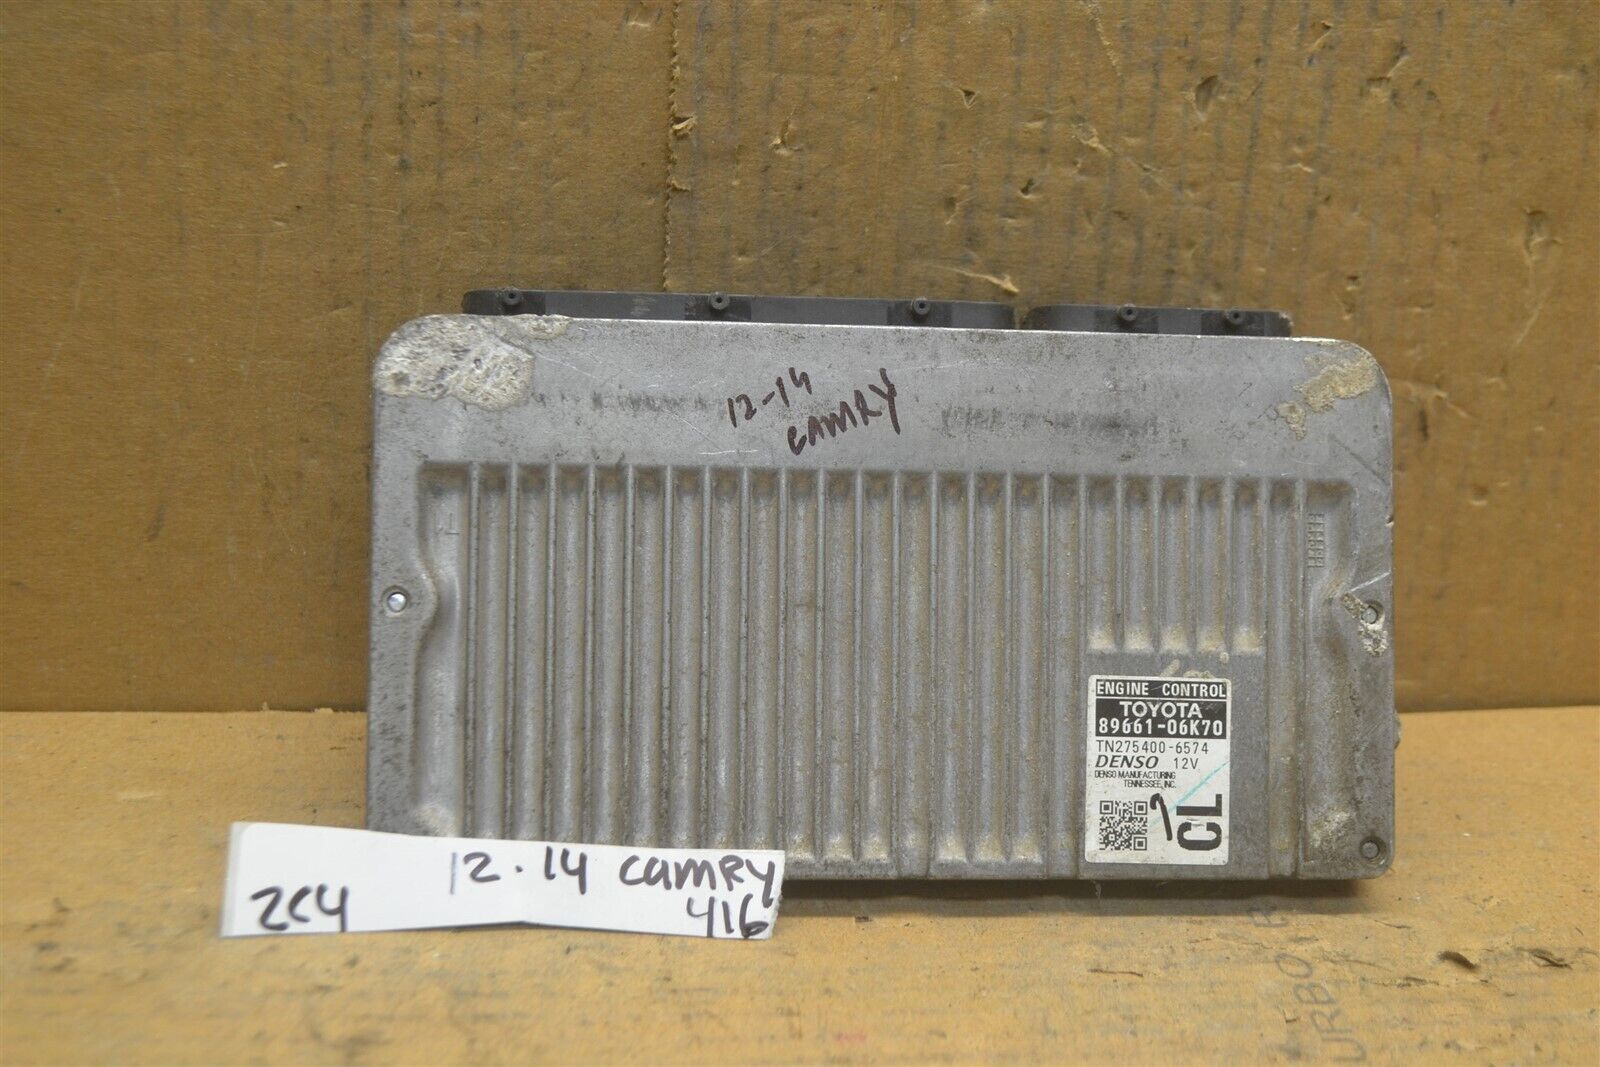 12-14
CAMRY
ENGINE CONTROL
TOYOTA
89661-06K70
TN275400-6574
DENSO 12V
DENSO MANUFACTURING
TENNESSEE, INC.
CL
12.14 CAMRY
2C4 416
URBO